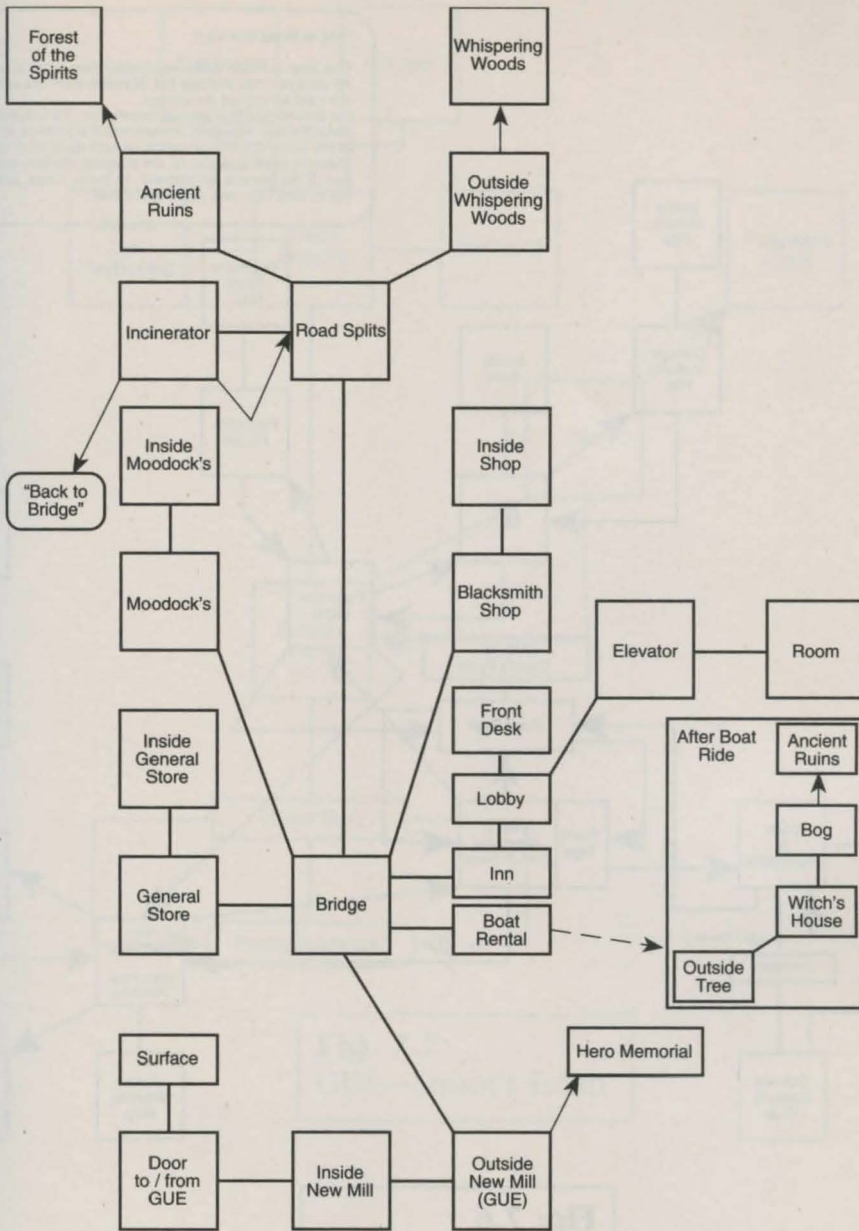 Forest
of the
Spirits
Whispering
Woods
Ancient
Ruins
Outside
Whispering
Woods
Incinerator
Road Splits
Inside
Moodock's
Inside
Shop
"Back to
Bridge"
Moodock's
Blacksmith
Shop
Elevator
Room
Front
Desk
Inside
General
Store
After Boat
Ride
Ancient
Ruins
Lobby
Bog
Inn
General
Store
Bridge
Boat
Rental
Witch's
House
Outside
Tree
Surface
Hero Memorial
Door
to / from
GUE
Inside
New Mill
Outside
New Mill
(GUE)